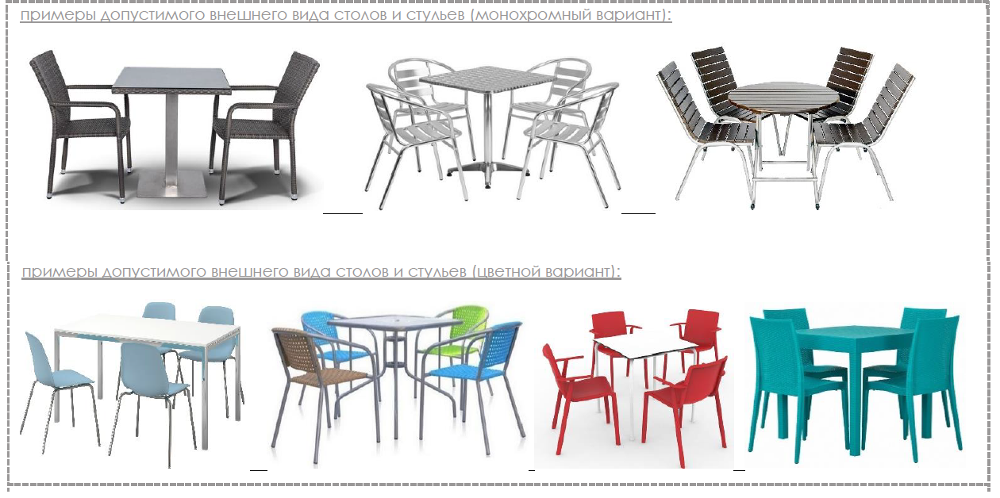 примеры допустимого внешнего вида столов и стульев (монохромный вариант):
примеры допустимого внешнего вида столов и стульев (цветной вариант):